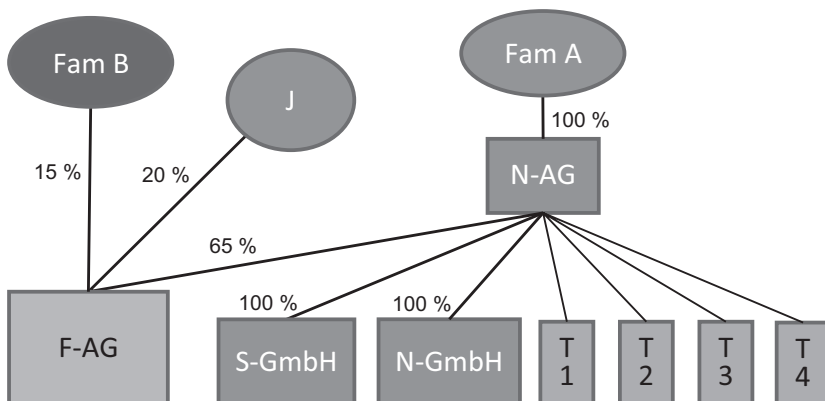 Fam B
J
Fam A
100 %
15 %
20 %
N-AG
65 %
100 %
100 %
F-AG
S-GmbH
N-GmbH
T
1
T
2
T
3
T
4